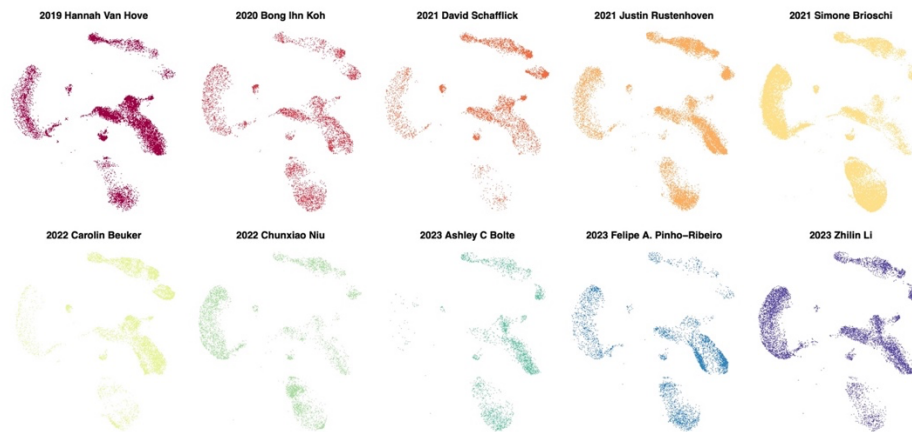 2019 Hannah Van Hove
2020 Bong Ihn Koh
2021 David Schafflick
2021 Justin Rustenhoven
2021 Simone Brioschi
2022 Carolin Beuker
2022 Chunxiao Niu
2023 Ashley C Bolte
2023 Felipe A. Pinho−Ribeiro
2023 Zhilin Li